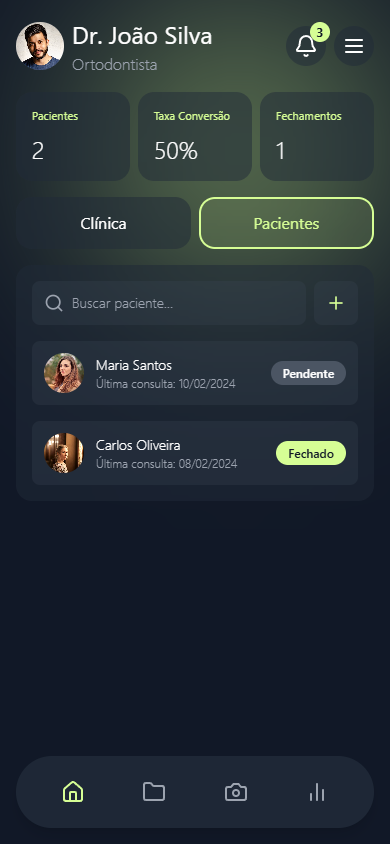 Dr. João Silva
3
Ortodontista
Pacientes
Taxa Conversão
Fechamentos
2
50%
1
Clínica
Pacientes
Buscar paciente...
Maria Santos
Última consulta: 10/02/2024
Pendente
Carlos Oliveira
Última consulta: 08/02/2024
Fechado